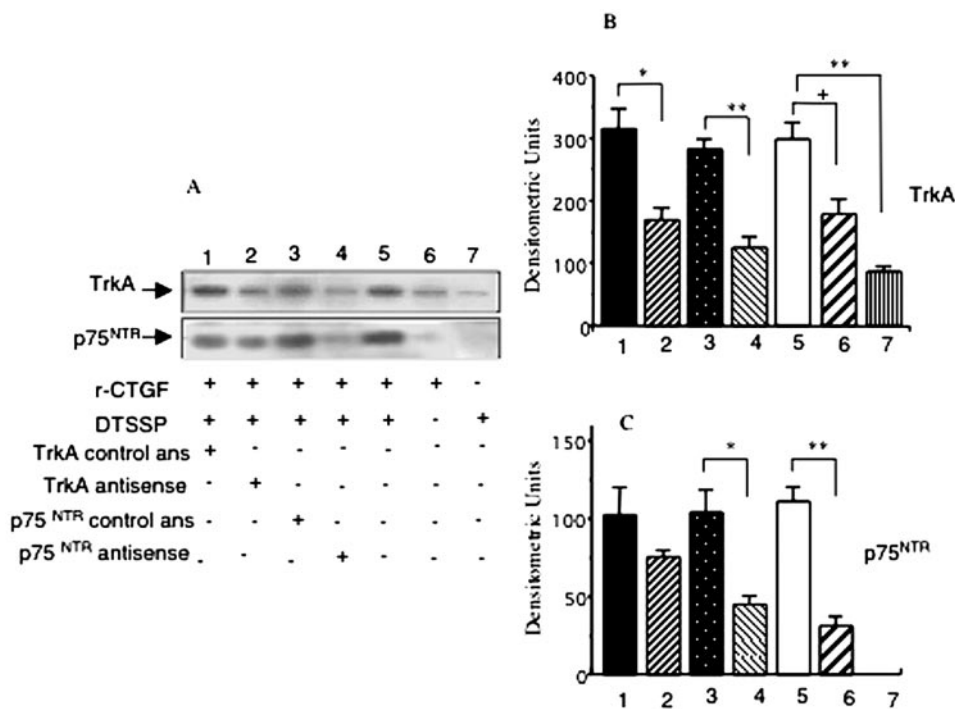 A
1 2 3 4 5 6 7
TrkA
p75NTR
r-CTGF + + + + + + -
DTSSP + + + + + - +
TrkA control ans + - - - - - -
TrkA antisense - + - - - - -
p75 NTR control ans - - + - - - -
p75 NTR antisense - - - + - - -
B
Densitometric Units
400
300
200
100
0
* ** + **
1 2 3 4 5 6 7
TrkA
C
Densitometric Units
150
100
50
0
* **
1 2 3 4 5 6 7
p75NTR